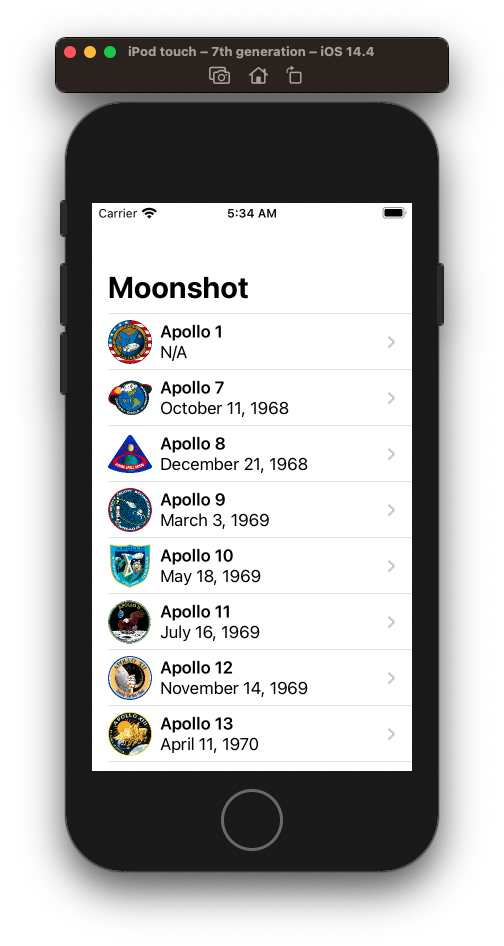 iPod touch – 7th generation – iOS 14.4
Carrier 5:34 AM
Moonshot
Apollo 1
N/A
Apollo 7
October 11, 1968
Apollo 8
December 21, 1968
Apollo 9
March 3, 1969
Apollo 10
May 18, 1969
Apollo 11
July 16, 1969
Apollo 12
November 14, 1969
Apollo 13
April 11, 1970